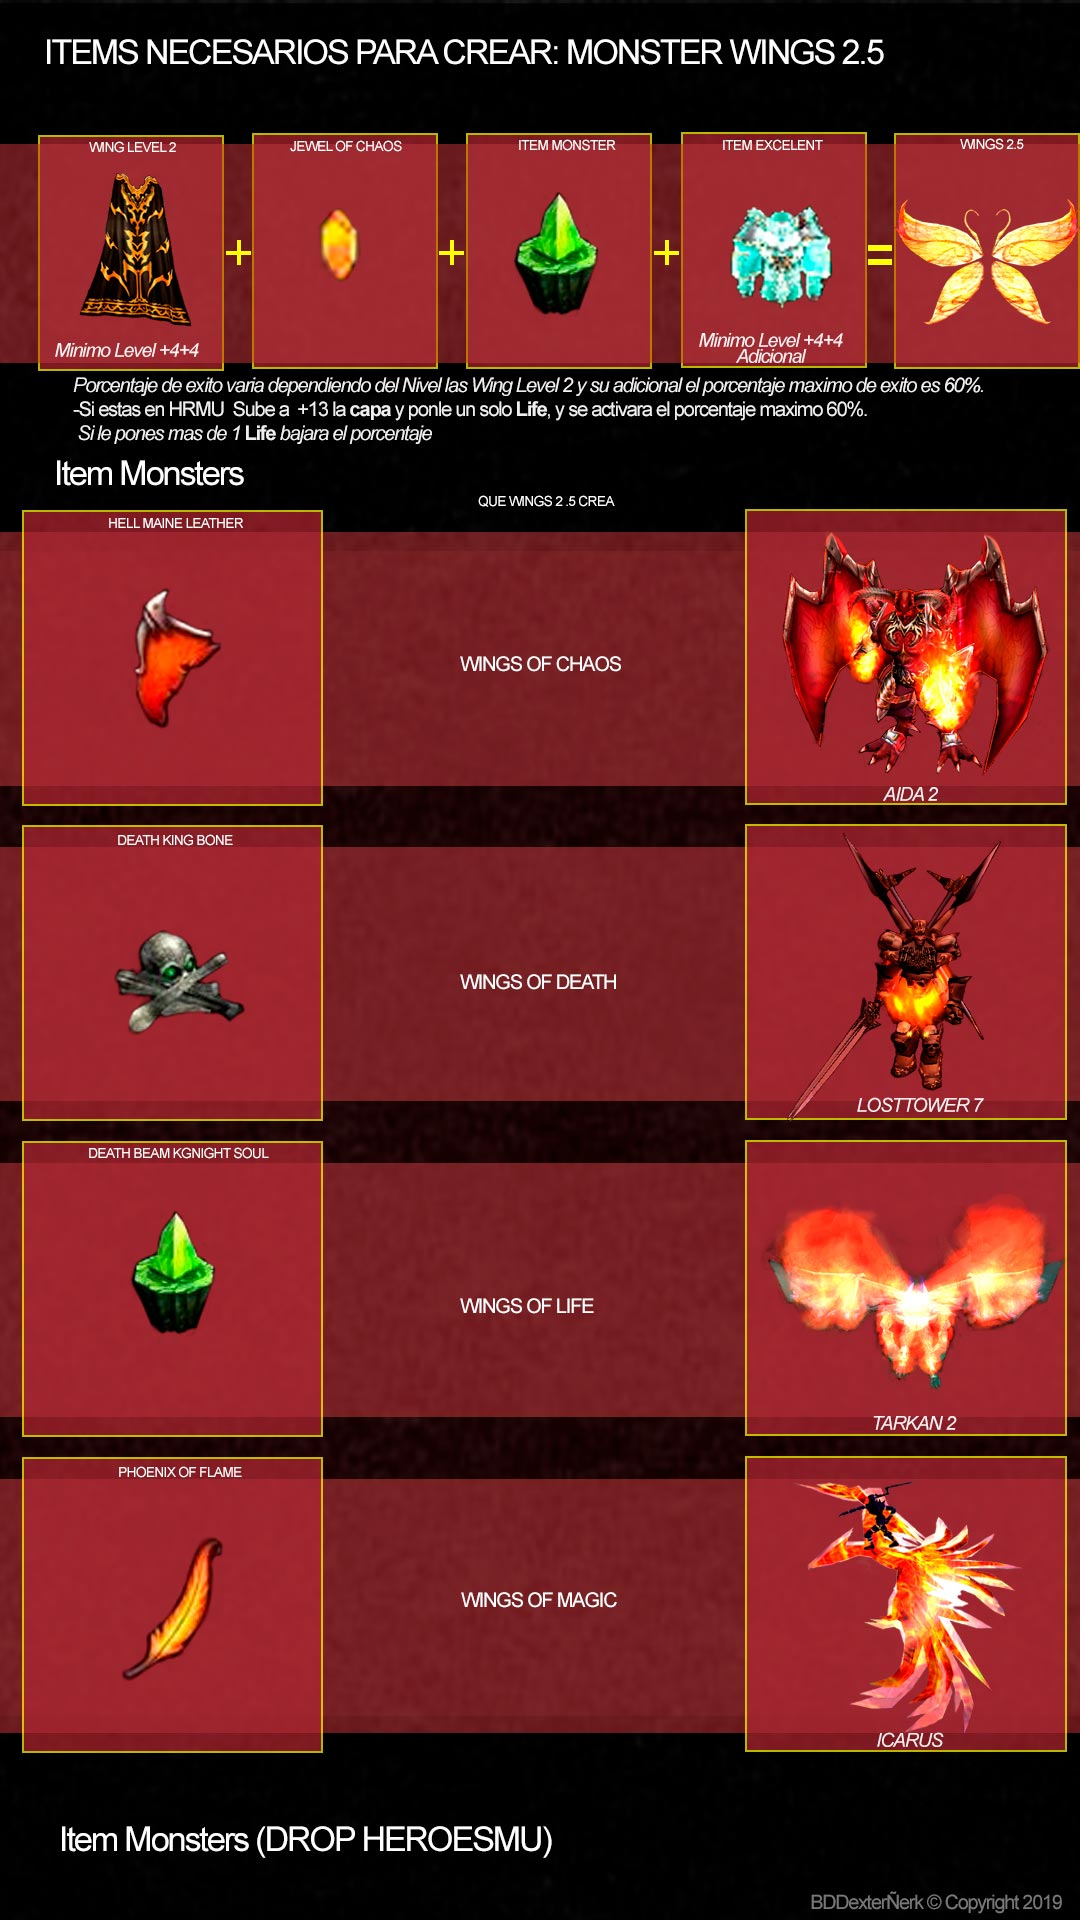 ITEMS NECESARIOS PARA CREAR: MONSTER WINGS 2.5
WING LEVEL 2
JEWEL OF CHAOS
ITEM MONSTER
ITEM EXCELENT
WINGS 2.5
+
+
+
=
Minimo Level +4+4
Minimo Level +4+4
Adicional
Porcentaje de exito varia dependiendo del Nivel las Wing Level 2 y su adicional el porcentaje maximo de exito es 60%.
-Si estas en HRMU Sube a +13 la capa y ponle un solo Life, y se activara el porcentaje maximo 60%.
Si le pones mas de 1 Life bajara el porcentaje
Item Monsters
QUE WINGS 2 .5 CREA
HELL MAINE LEATHER
WINGS OF CHAOS
AIDA 2
DEATH KING BONE
WINGS OF DEATH
LOSTTOWER 7
DEATH BEAM KGNIGHT SOUL
WINGS OF LIFE
TARKAN 2
PHOENIX OF FLAME
WINGS OF MAGIC
ICARUS
Item Monsters (DROP HEROESMU)
BDDexterÑerk © Copyright 2019